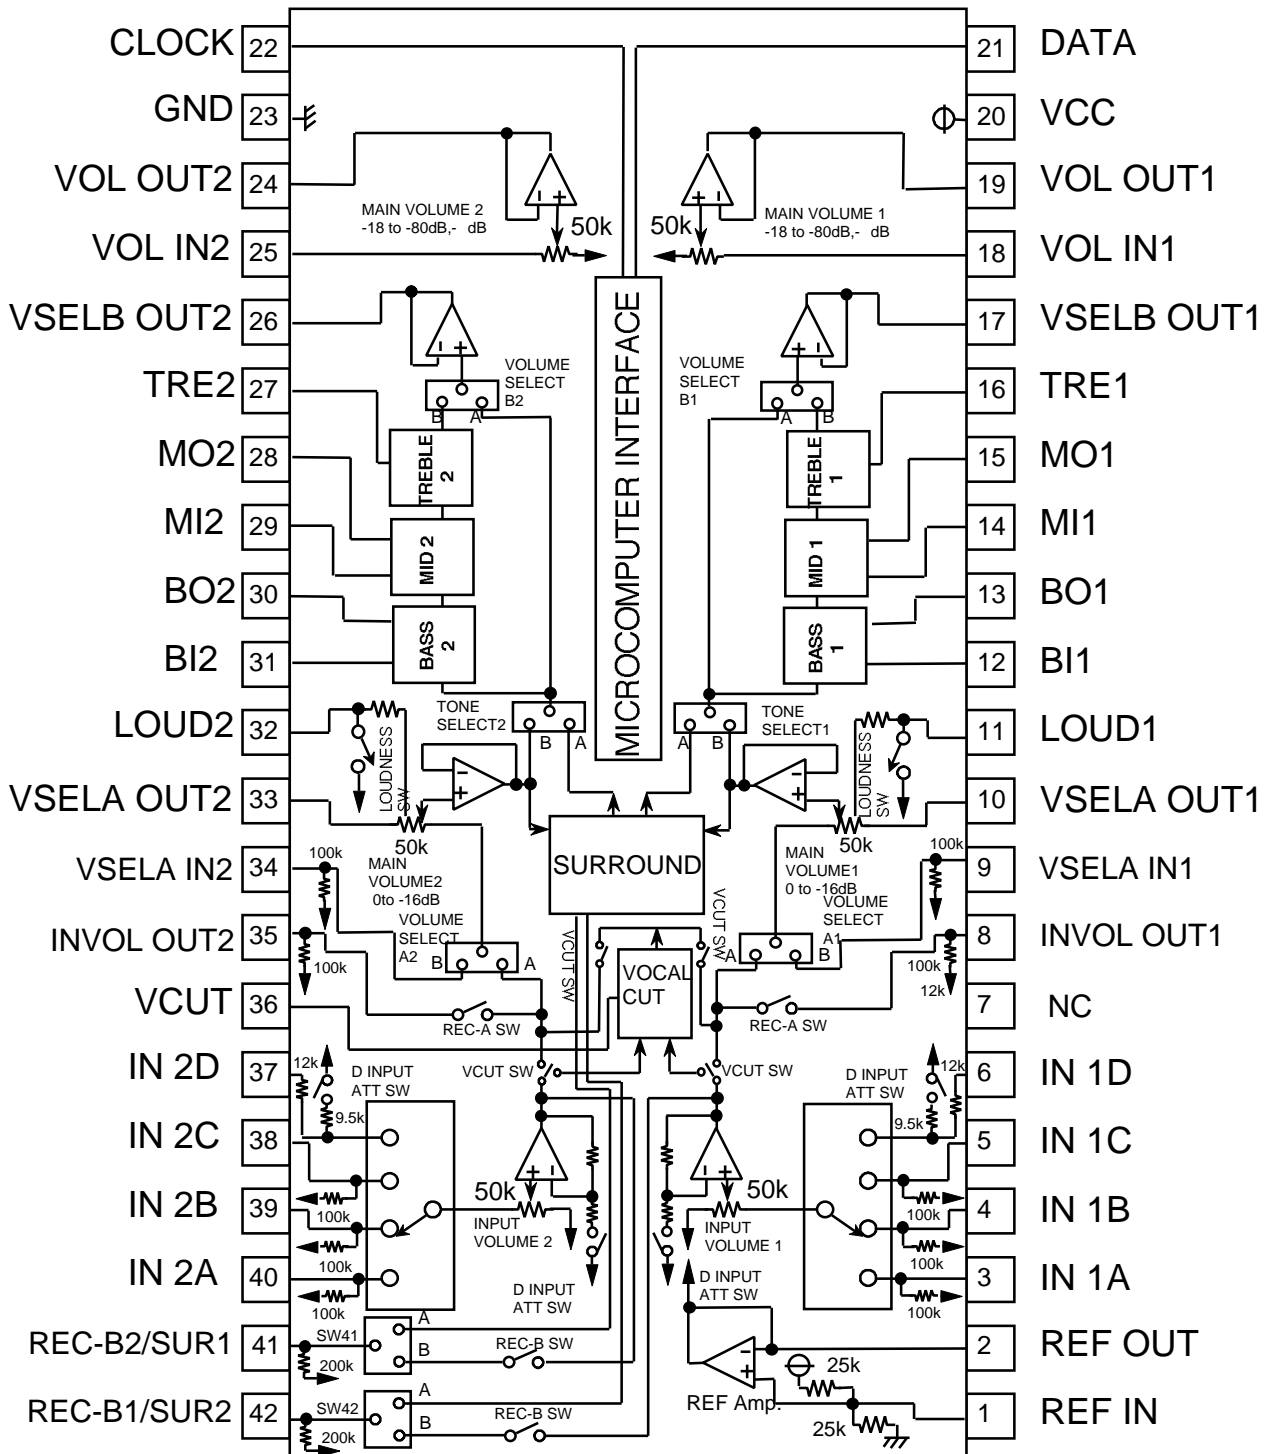 CLOCK 22 21 DATA
GND 23 20 VCC
VOL OUT2 24 19 VOL OUT1
MAIN VOLUME 2
-18 to -80dB,- dB
50k
50k
MAIN VOLUME 1
-18 to -80dB,- dB
VOL IN2 25 18 VOL IN1
MICROCOMPUTER INTERFACE
VSELB OUT2 26 17 VSELB OUT1
VOLUME
SELECT
B2
VOLUME
SELECT
B1
B A
A B
TRE2 27 16 TRE1
TREBLE
2
TREBLE
1
MO2 28 15 MO1
MI2 29 14 MI1
MID 2
MID 1
BO2 30 13 BO1
BASS
2
BASS
1
BI2 31 12 BI1
TONE
SELECT2
B A
A B
TONE
SELECT1
LOUD2 32 11 LOUD1
LOUDNESS
SW
LOUDNESS
SW
VSELA OUT2 33 10 VSELA OUT1
50k
50k
SURROUND
VSELA IN2 34 9 VSELA IN1
100k
100k
MAIN
VOLUME2
0to -16dB
MAIN
VOLUME1
0 to -16dB
VOLUME
SELECT
A2
VOLUME
SELECT
A1
B A
A B
VCUT SW
VCUT SW
VOCAL
CUT
INVOL OUT2 35 8 INVOL OUT1
100k
100k
12k
REC-A SW
REC-A SW
VCUT 36 7 NC
VCUT SW
VCUT SW
IN 2D 37 6 IN 1D
12k
12k
D INPUT
ATT SW
D INPUT
ATT SW
9.5k
9.5k
IN 2C 38 5 IN 1C
100k
100k
IN 2B 39 4 IN 1B
50k
50k
INPUT
VOLUME 2
INPUT
VOLUME 1
100k
100k
IN 2A 40 3 IN 1A
100k
100k
D INPUT
ATT SW
D INPUT
ATT SW
REC-B2/SUR1 41 2 REF OUT
SW41
A
B
REC-B SW
200k
25k
REF Amp.
REC-B1/SUR2 42 1 REF IN
SW42
A
B
REC-B SW
200k
25k